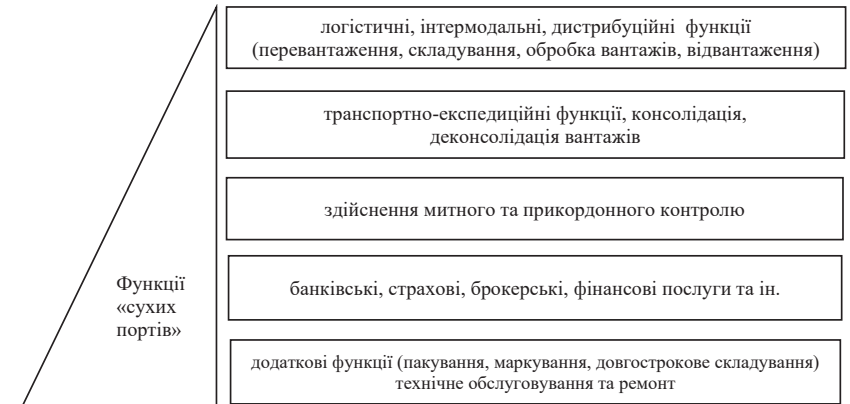 логістичні, інтермодальні, дистрибуційні функції
(перевантаження, складування, обробка вантажів, відвантаження)
транспортно-експедиційні функції, консолідація,
деконсолідація вантажів
здійснення митного та прикордонного контролю
Функції
«сухих
портів»
банківські, страхові, брокерські, фінансові послуги та ін.
додаткові функції (пакування, маркування, довгострокове складування)
технічне обслуговування та ремонт